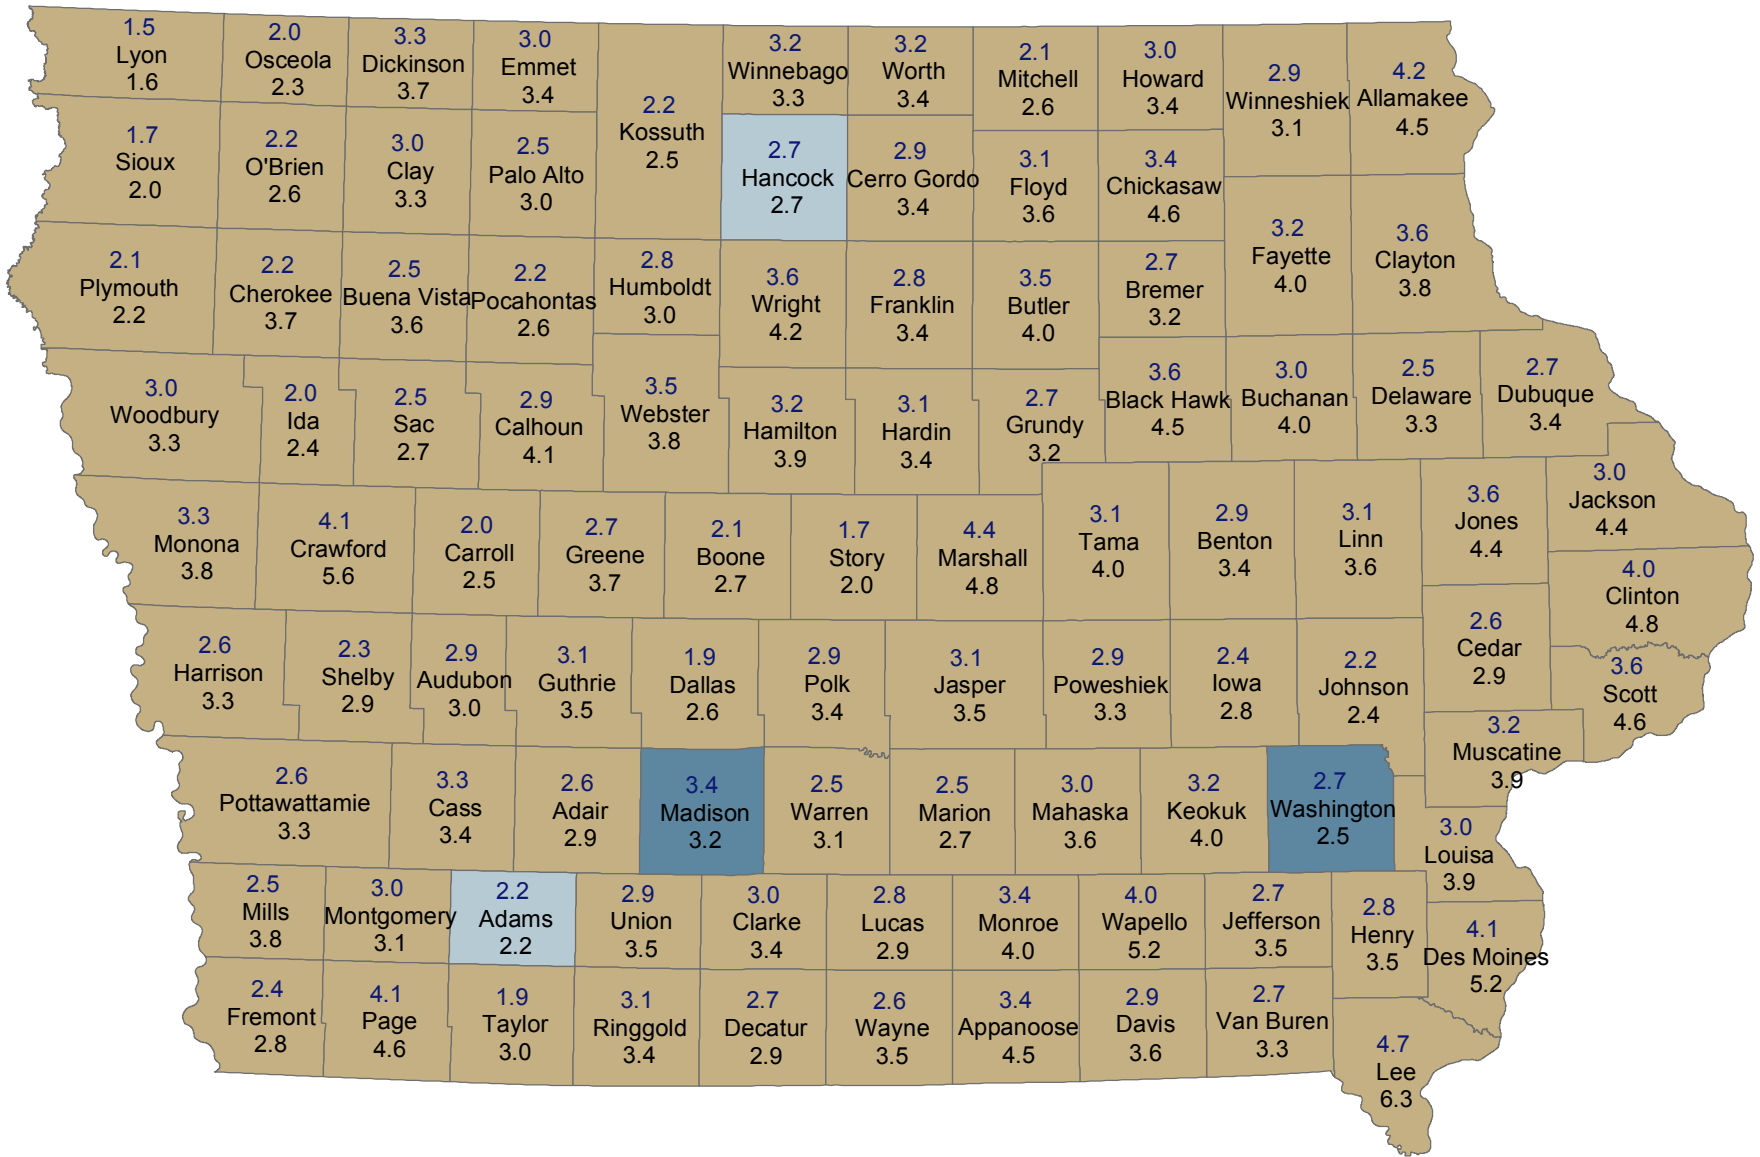 1.5
Lyon
1.6
2.0
Osceola
2.3
3.3
Dickinson
3.7
3.0
Emmet
3.4
2.2
Kossuth
2.5
3.2
Winnebago
3.3
3.2
Worth
3.4
2.1
Mitchell
2.6
3.0
Howard
3.4
2.9
Winneshiek
3.1
4.2
Allamakee
4.5
1.7
Sioux
2.0
2.2
O'Brien
2.6
3.0
Clay
3.3
2.5
Palo Alto
3.0
2.7
Hancock
2.7
2.9
Cerro Gordo
3.4
3.1
Floyd
3.6
3.4
Chickasaw
4.6
3.2
Fayette
4.0
3.6
Clayton
3.8
2.1
Plymouth
2.2
2.2
Cherokee
3.7
2.5
Buena Vista
3.6
2.2
Pocahontas
2.6
2.8
Humboldt
3.0
3.6
Wright
4.2
2.8
Franklin
3.4
3.5
Butler
4.0
2.7
Bremer
3.2
3.0
Woodbury
3.3
2.0
Ida
2.4
2.5
Sac
2.7
2.9
Calhoun
4.1
3.5
Webster
3.8
3.2
Hamilton
3.9
3.1
Hardin
3.4
2.7
Grundy
3.2
3.6
Black Hawk
4.5
3.0
Buchanan
4.0
2.5
Delaware
3.3
2.7
Dubuque
3.4
3.3
Monona
3.8
4.1
Crawford
5.6
2.0
Carroll
2.5
2.7
Greene
3.7
2.1
Boone
2.7
1.7
Story
2.0
4.4
Marshall
4.8
3.1
Tama
4.0
2.9
Benton
3.4
3.1
Linn
3.6
3.6
Jones
4.4
3.0
Jackson
4.4
4.0
Clinton
4.8
2.6
Harrison
3.3
2.3
Shelby
2.9
2.9
Audubon
3.0
3.1
Guthrie
3.5
1.9
Dallas
2.6
2.9
Polk
3.4
3.1
Jasper
3.5
2.9
Poweshiek
3.3
2.4
Iowa
2.8
2.2
Johnson
2.4
2.6
Cedar
2.9
3.6
Scott
4.6
3.2
Muscatine
3.9
2.6
Pottawattamie
3.3
3.3
Cass
3.4
2.6
Adair
2.9
3.4
Madison
3.2
2.5
Warren
3.1
2.5
Marion
2.7
3.0
Mahaska
3.6
3.2
Keokuk
4.0
2.7
Washington
2.5
3.0
Louisa
3.9
2.5
Mills
3.8
3.0
Montgomery
3.1
2.2
Adams
2.2
2.9
Union
3.5
3.0
Clarke
3.4
2.8
Lucas
2.9
3.4
Monroe
4.0
4.0
Wapello
5.2
2.7
Jefferson
3.5
2.8
Henry
3.5
4.1
Des Moines
5.2
2.4
Fremont
2.8
4.1
Page
4.6
1.9
Taylor
3.0
3.1
Ringgold
3.4
2.7
Decatur
2.9
2.6
Wayne
3.5
3.4
Appanoose
4.5
2.9
Davis
3.6
2.7
Van Buren
3.3
4.7
Lee
6.3